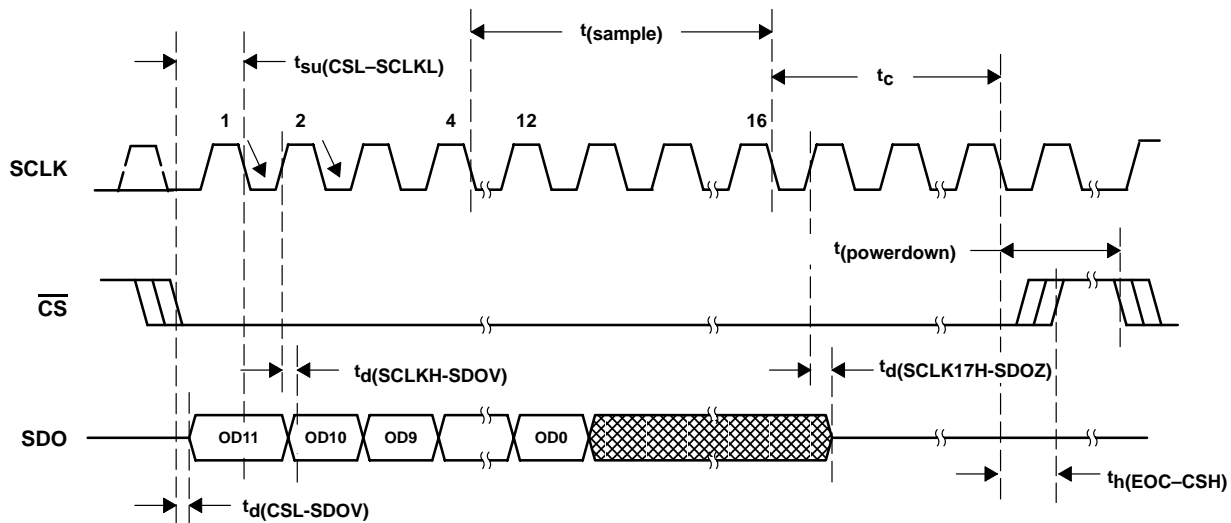 t(sample)
tsu(CSL–SCLKL)
tc
1 2 4 12 16
SCLK
t(powerdown)
CS
td(SCLKH-SDOV)
td(SCLK17H-SDOZ)
SDO
OD11 OD10 OD9 OD0
th(EOC–CSH)
td(CSL-SDOV)